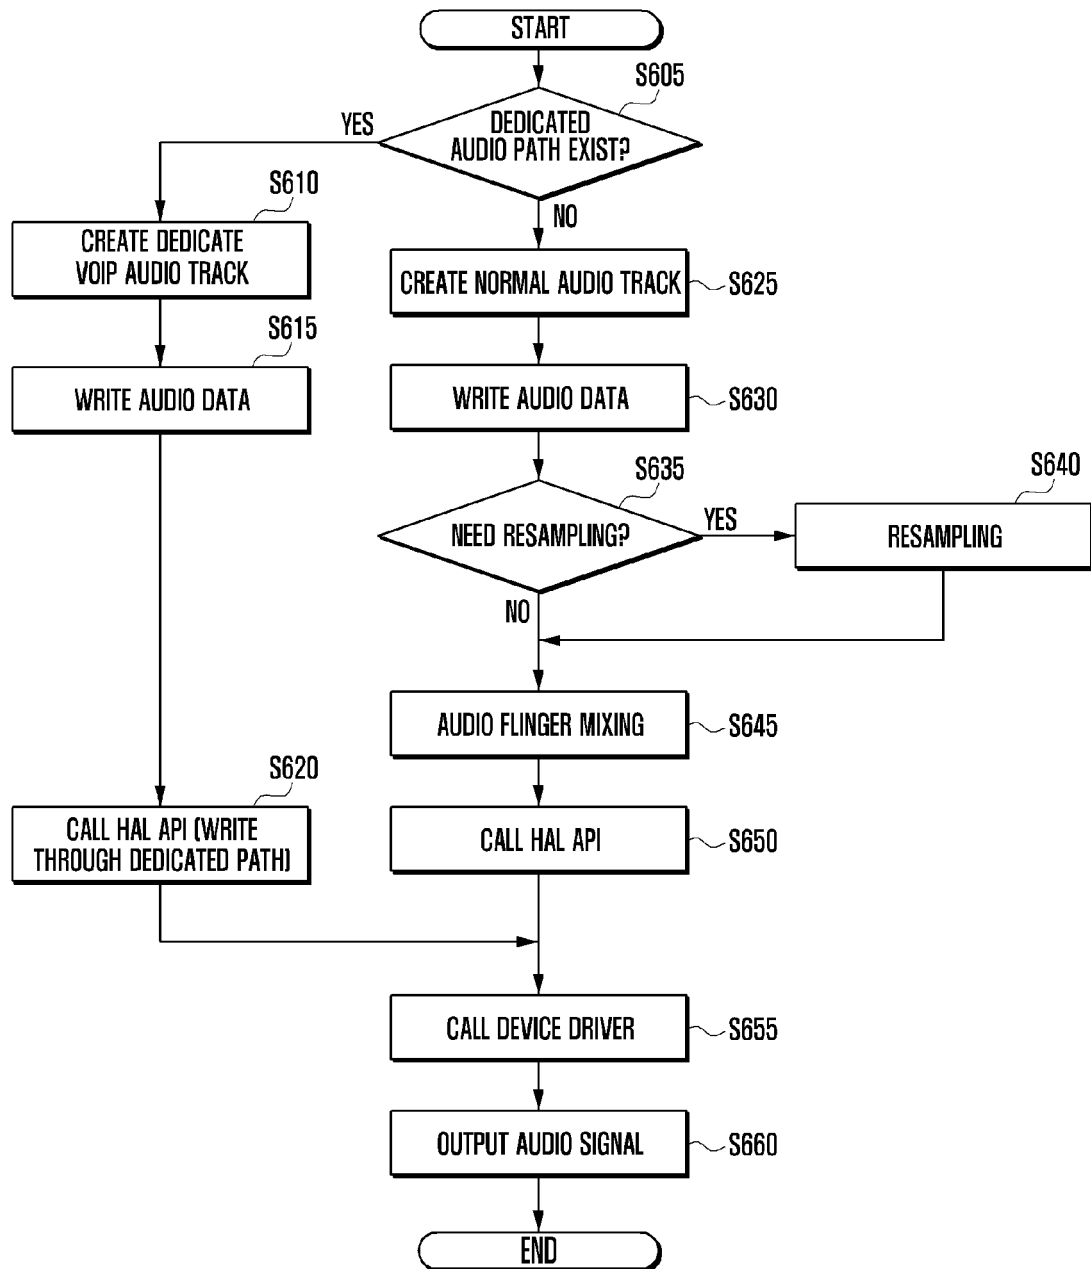 START
S605
DEDICATED
AUDIO PATH EXIST?
YES
NO
S610
CREATE DEDICATE
VOIP AUDIO TRACK
CREATE NORMAL AUDIO TRACK
S625
S615
WRITE AUDIO DATA
WRITE AUDIO DATA
S630
S635
NEED RESAMPLING?
YES
NO
S640
RESAMPLING
AUDIO FLINGER MIXING
S645
S620
CALL HAL API (WRITE
THROUGH DEDICATED PATH)
CALL HAL API
S650
CALL DEVICE DRIVER
S655
OUTPUT AUDIO SIGNAL
S660
END